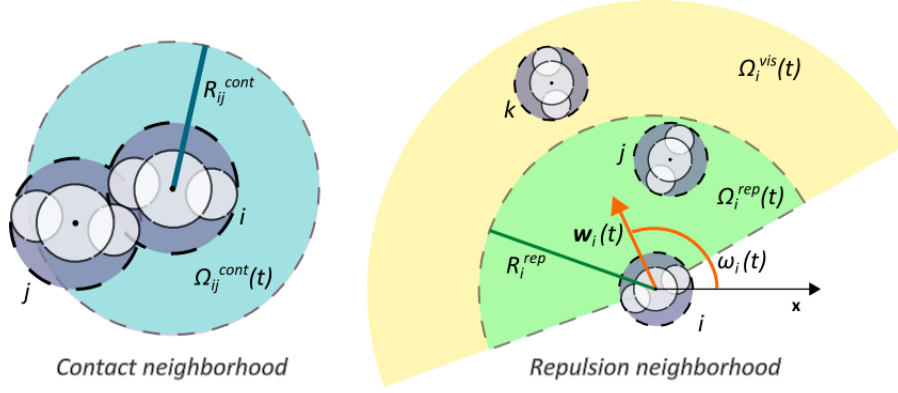 R_ij^cont
i
j
Ω_ij^cont(t)
Contact neighborhood
Ω_i^vis(t)
k
j
Ω_i^rep(t)
w_i(t)
R_i^rep
ω_i(t)
x
i
Repulsion neighborhood